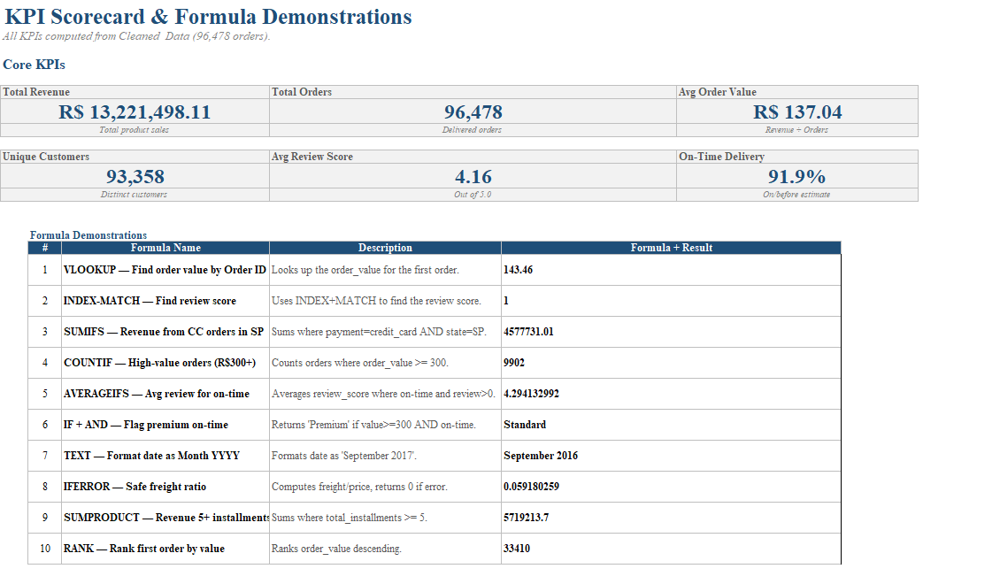 KPI Scorecard & Formula Demonstrations
All KPIs computed from Cleaned Data (96,478 orders).
Core KPIs
Total Revenue Total Orders Avg Order Value
R$ 13,221,498.11 96,478 R$ 137.04
Total product sales Delivered orders Revenue ÷ Orders
Unique Customers Avg Review Score On-Time Delivery
93,358 4.16 91.9%
Distinct customers Out of 5.0 On/before estimate
Formula Demonstrations
# Formula Name Description Formula + Result
1 VLOOKUP — Find order value by Order ID Looks up the order_value for the first order. 143.46
2 INDEX-MATCH — Find review score Uses INDEX+MATCH to find the review score. 1
3 SUMIFS — Revenue from CC orders in SP Sums where payment=credit_card AND state=SP. 4577731.01
4 COUNTIF — High-value orders (R$300+) Counts orders where order_value >= 300. 9902
5 AVERAGEIFS — Avg review for on-time Averages review_score where on-time and review>0. 4.294132992
6 IF + AND — Flag premium on-time Returns 'Premium' if value>=300 AND on-time. Standard
7 TEXT — Format date as Month YYYY Formats date as 'September 2017'. September 2016
8 IFERROR — Safe freight ratio Computes freight/price, returns 0 if error. 0.059180259
9 SUMPRODUCT — Revenue 5+ installments Sums where total_installments >= 5. 5719213.7
10 RANK — Rank first order by value Ranks order_value descending. 33410